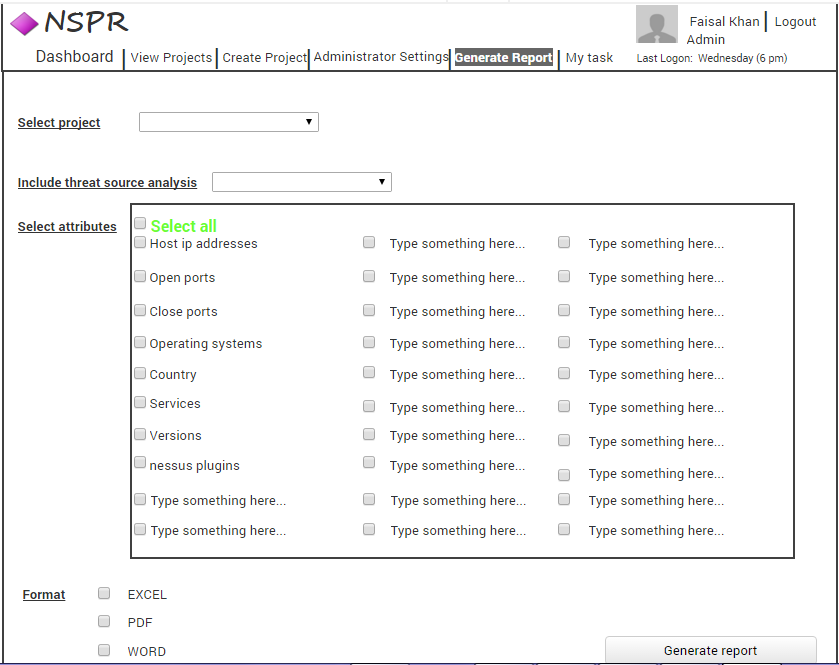 NSPR
Faisal Khan Logout
Admin
Dashboard View Projects Create Project Administrator Settings Generate Report My task Last Logon: Wednesday (6 pm)
Select project
Include threat source analysis
Select attributes Select all
Host ip addresses Type something here... Type something here...
Open ports Type something here... Type something here...
Close ports Type something here... Type something here...
Operating systems Type something here... Type something here...
Country Type something here... Type something here...
Services Type something here... Type something here...
Versions Type something here... Type something here...
nessus plugins Type something here... Type something here...
Type something here... Type something here... Type something here...
Type something here... Type something here... Type something here...
Format EXCEL
PDF
WORD Generate report